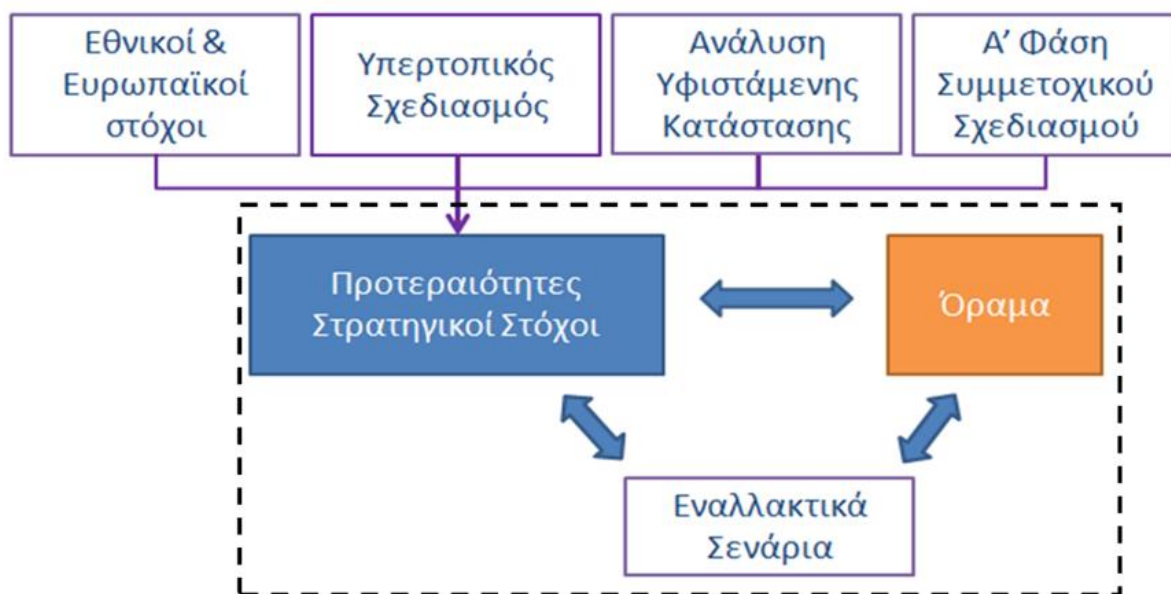 Εθνικοί &
Ευρωπαϊκοί
στόχοι
Υπερτοπικός
Σχεδιασμός
Ανάλυση
Υφιστάμενης
Κατάστασης
Α’ Φάση
Συμμετοχικού
Σχεδιασμού
Προτεραιότητες
Στρατηγικοί Στόχοι
Όραμα
Εναλλακτικά
Σενάρια